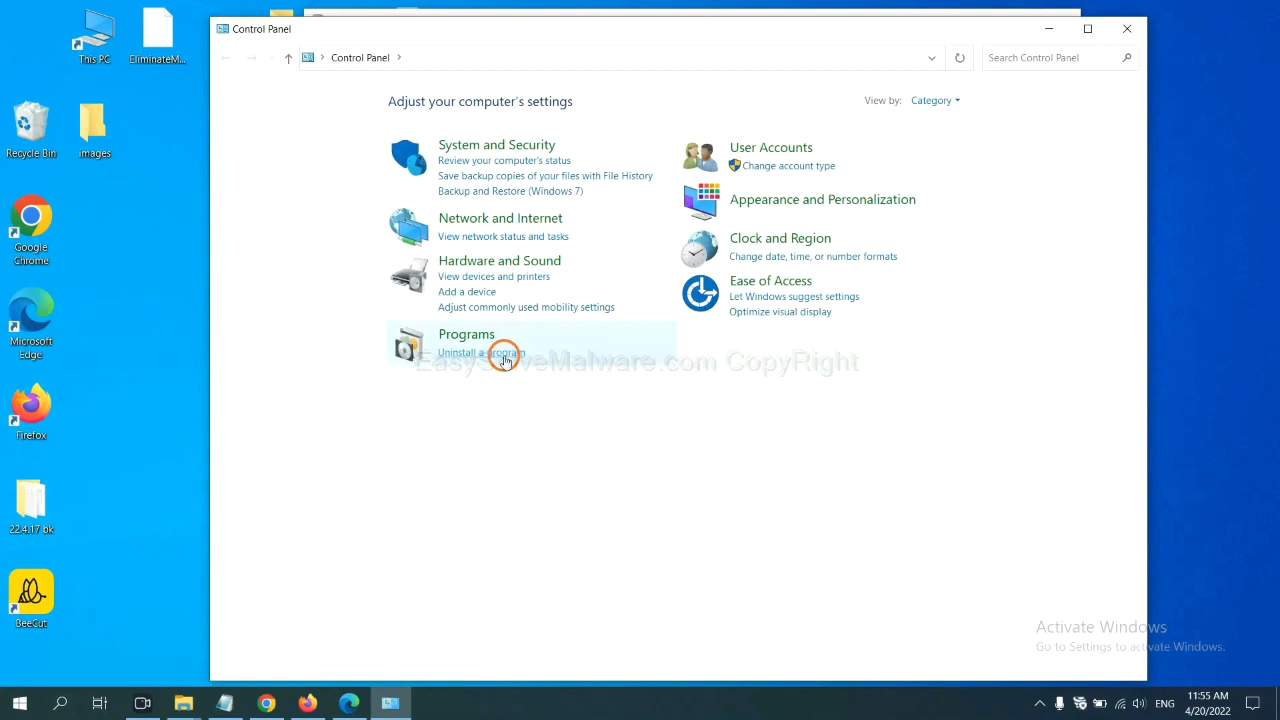 This PC
EliminateM...
Recycle Bin
images
Google
Chrome
Microsoft
Edge
Firefox
22.4.17 bk
BeeCut
Control Panel
Control Panel
Search Control Panel
Adjust your computer's settings
View by: Category
System and Security
Review your computer's status
Save backup copies of your files with File History
Backup and Restore (Windows 7)
Network and Internet
View network status and tasks
Hardware and Sound
View devices and printers
Add a device
Adjust commonly used mobility settings
Programs
Uninstall a program
User Accounts
Change account type
Appearance and Personalization
Clock and Region
Change date, time, or number formats
Ease of Access
Let Windows suggest settings
Optimize visual display
EasySolveMalware.com CopyRight
Activate Windows
Go to Settings to activate Windows.
ENG
11:55 AM
4/20/2022